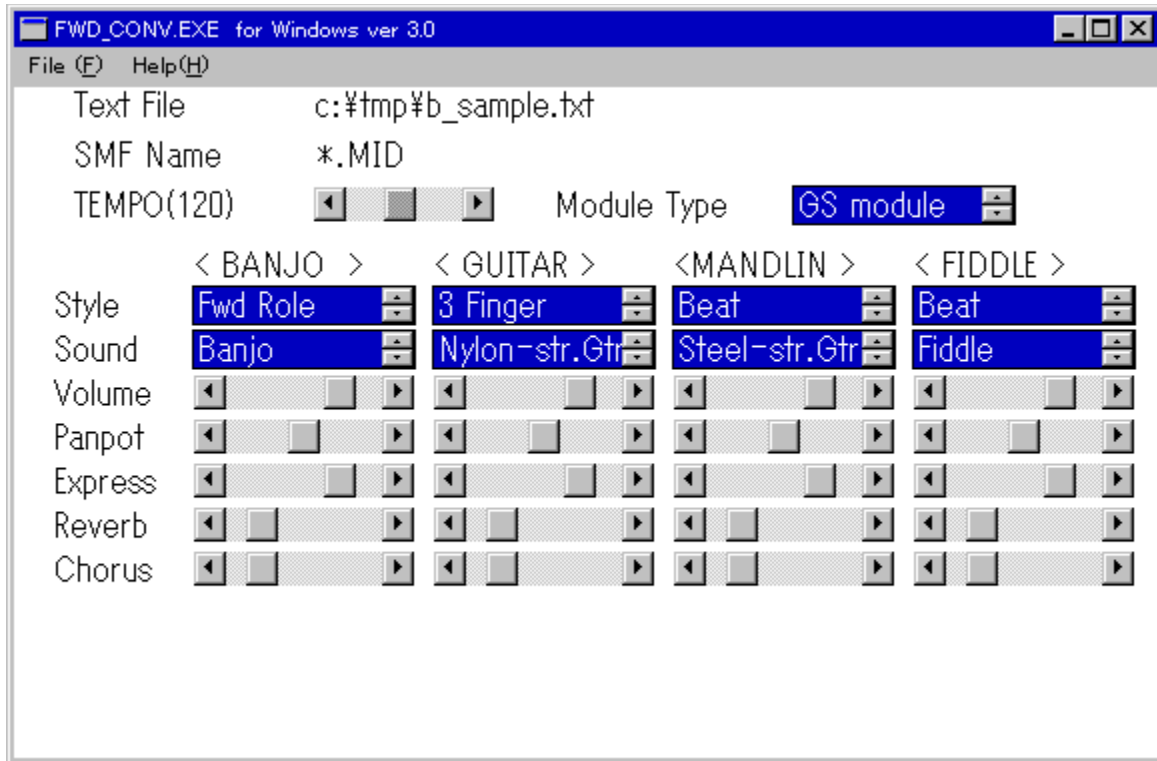 FWD_CONV.EXE for Windows ver 3.0
File (F) Help(H)
Text File c:¥tmp¥b_sample.txt
SMF Name *.MID
TEMPO(120) Module Type GS module
< BANJO > < GUITAR > <MANDLIN > < FIDDLE >
Style Fwd Role 3 Finger Beat Beat
Sound Banjo Nylon-str.Gtr Steel-str.Gtr Fiddle
Volume
Panpot
Express
Reverb
Chorus